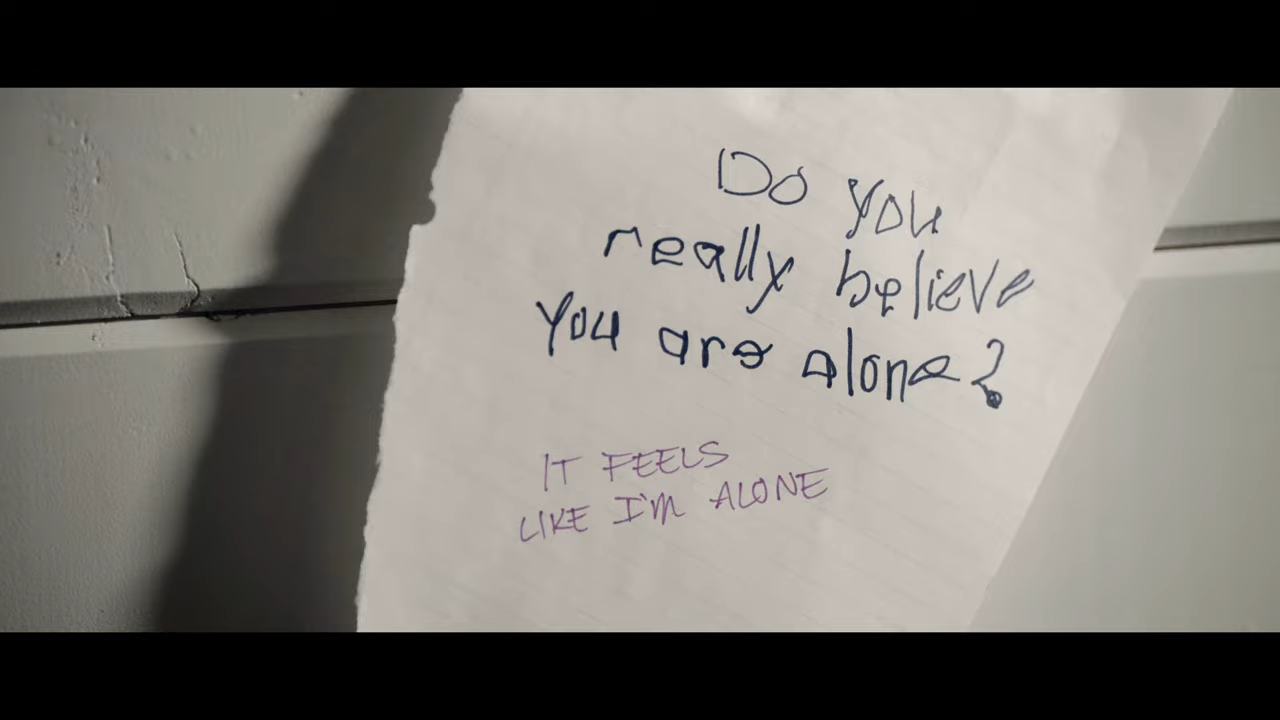 Do you
really believe
you are alone?
IT FEELS
LIKE I'M ALONE